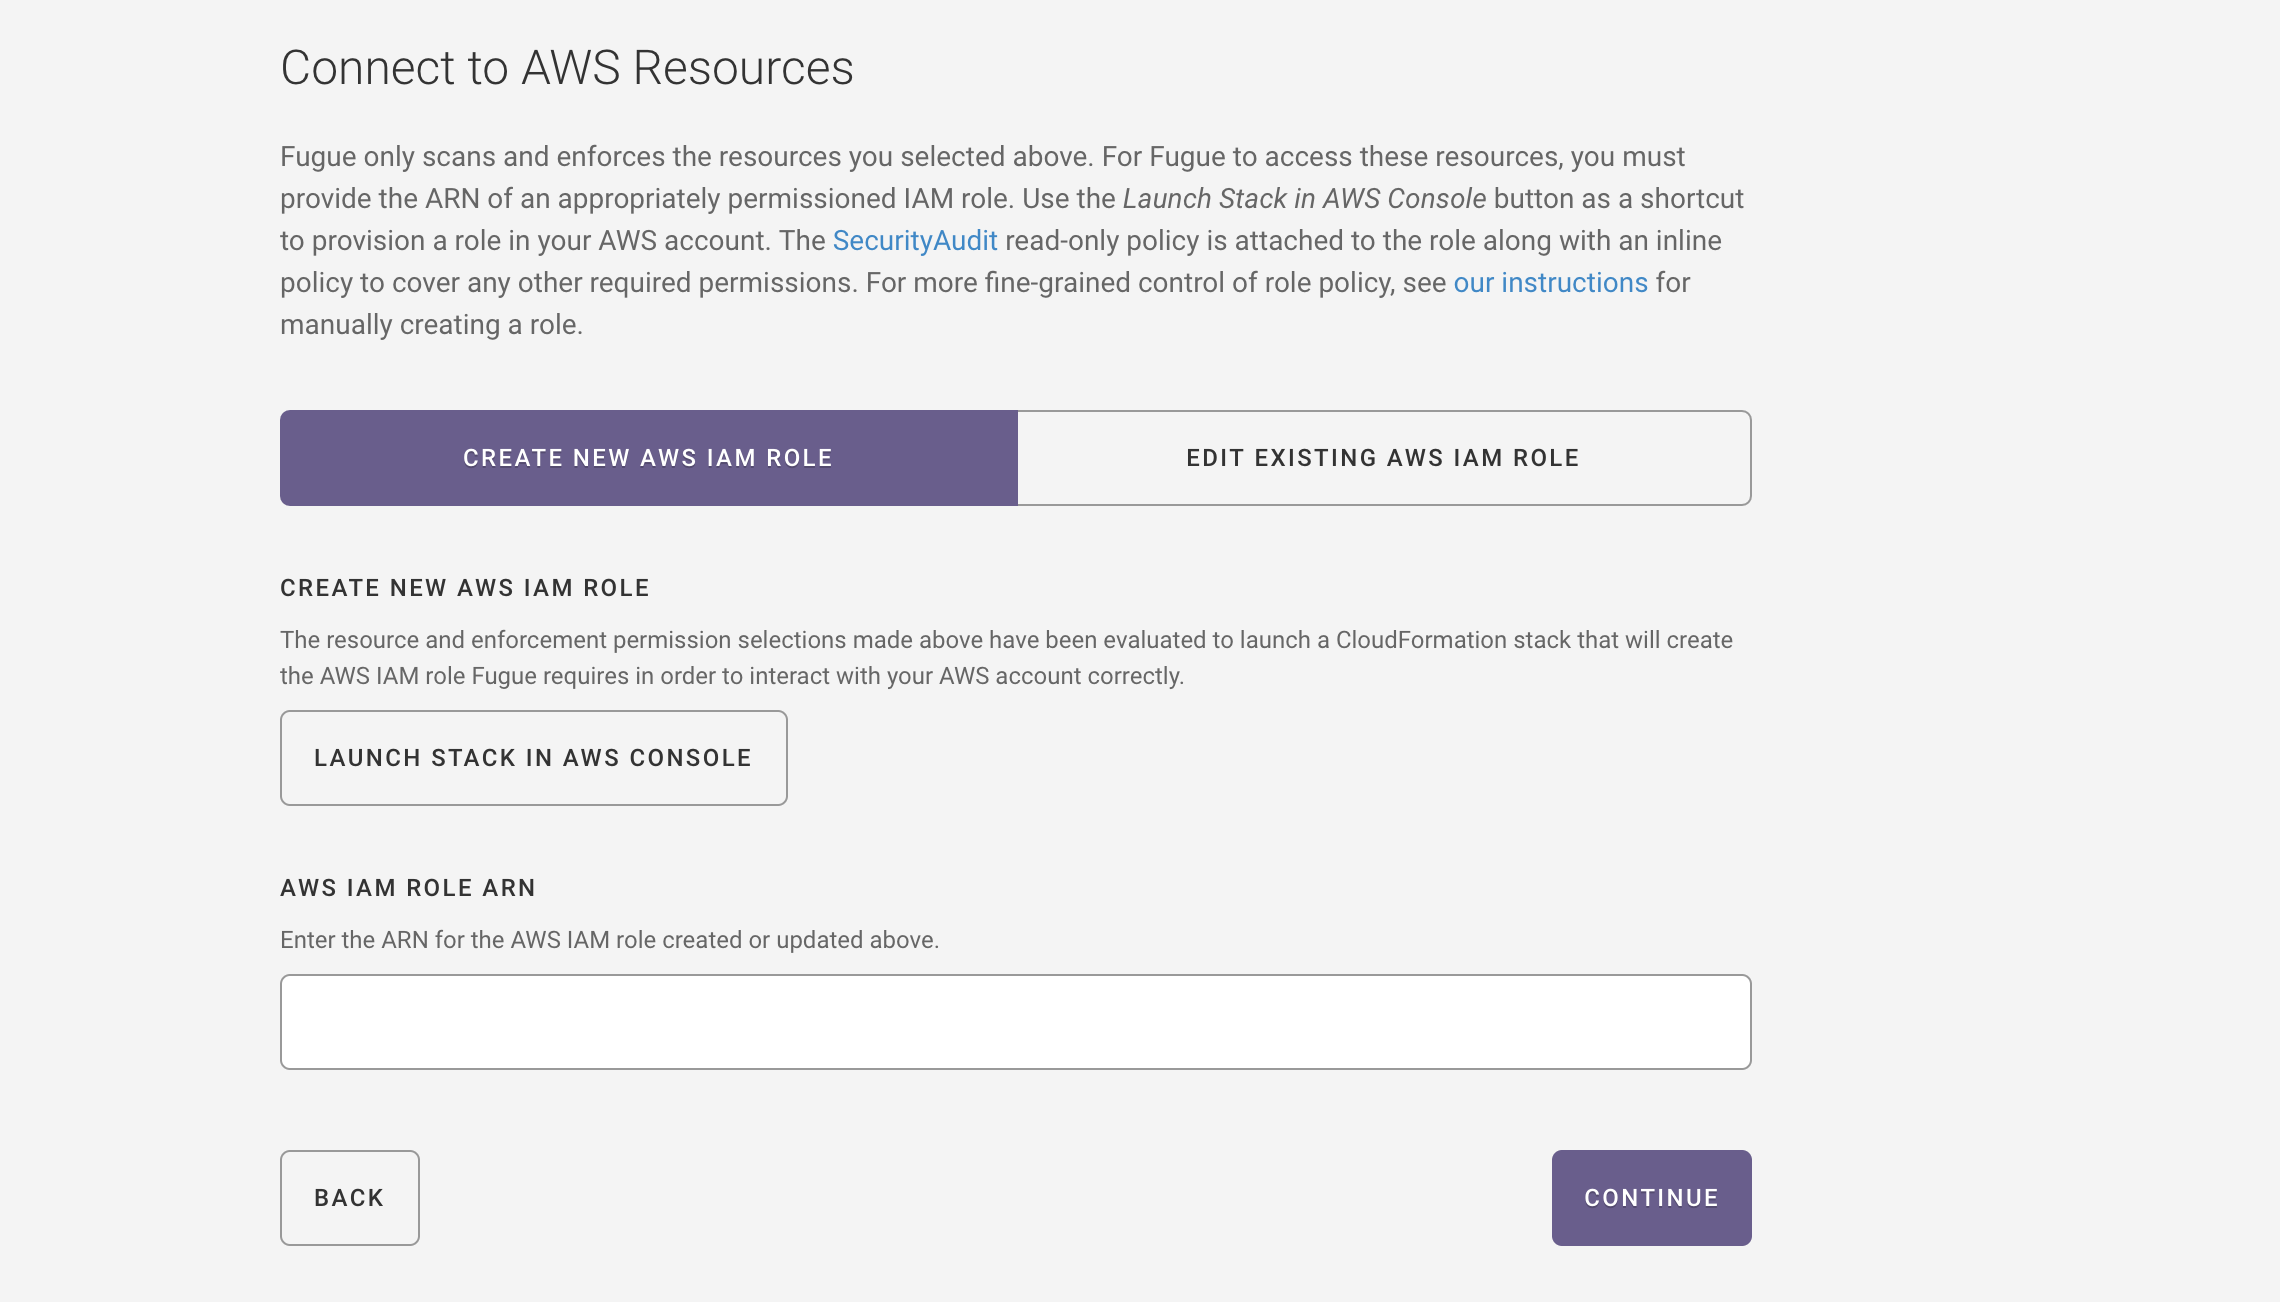 Connect to AWS Resources
Fugue only scans and enforces the resources you selected above. For Fugue to access these resources, you must
provide the ARN of an appropriately permissioned IAM role. Use the Launch Stack in AWS Console button as a shortcut
to provision a role in your AWS account. The SecurityAudit read-only policy is attached to the role along with an inline
policy to cover any other required permissions. For more fine-grained control of role policy, see our instructions for
manually creating a role.
CREATE NEW AWS IAM ROLE
EDIT EXISTING AWS IAM ROLE
CREATE NEW AWS IAM ROLE
The resource and enforcement permission selections made above have been evaluated to launch a CloudFormation stack that will create
the AWS IAM role Fugue requires in order to interact with your AWS account correctly.
LAUNCH STACK IN AWS CONSOLE
AWS IAM ROLE ARN
Enter the ARN for the AWS IAM role created or updated above.
BACK
CONTINUE